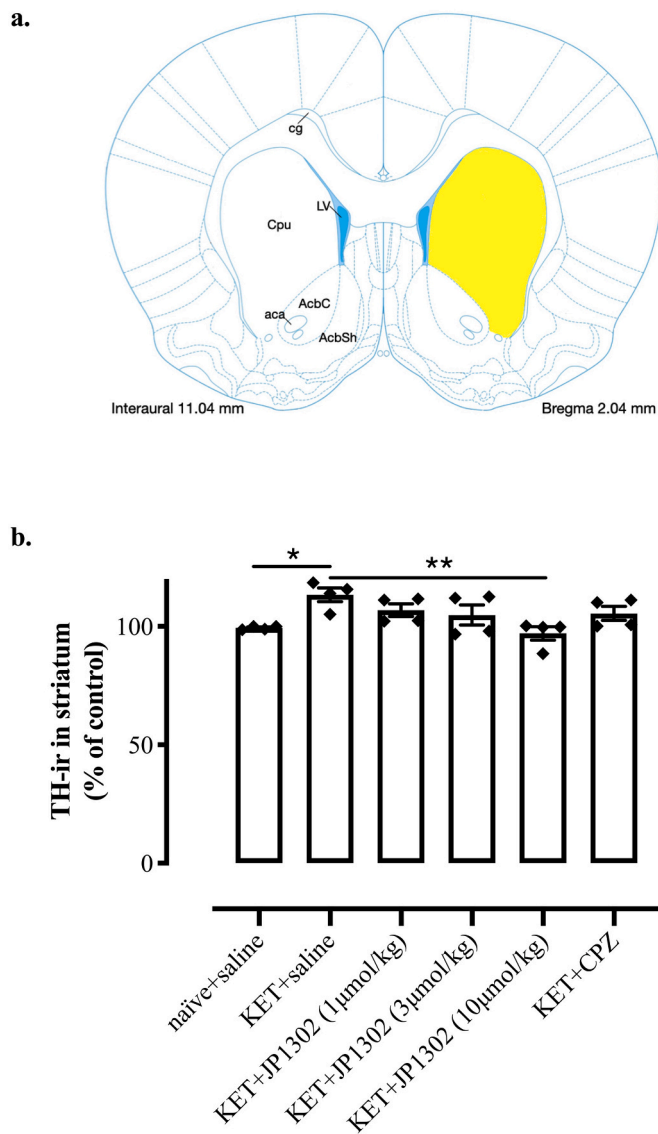 a.
cg
LV
Cpu
AcbC
aca
AcbSh
Interaural 11.04 mm
Bregma 2.04 mm
b.
*
**
TH-ir in striatum
(% of control)
100
50
0
naïve+saline
KET+saline
KET+JP1302 (1μmol/kg)
KET+JP1302 (3μmol/kg)
KET+JP1302 (10μmol/kg)
KET+CPZ